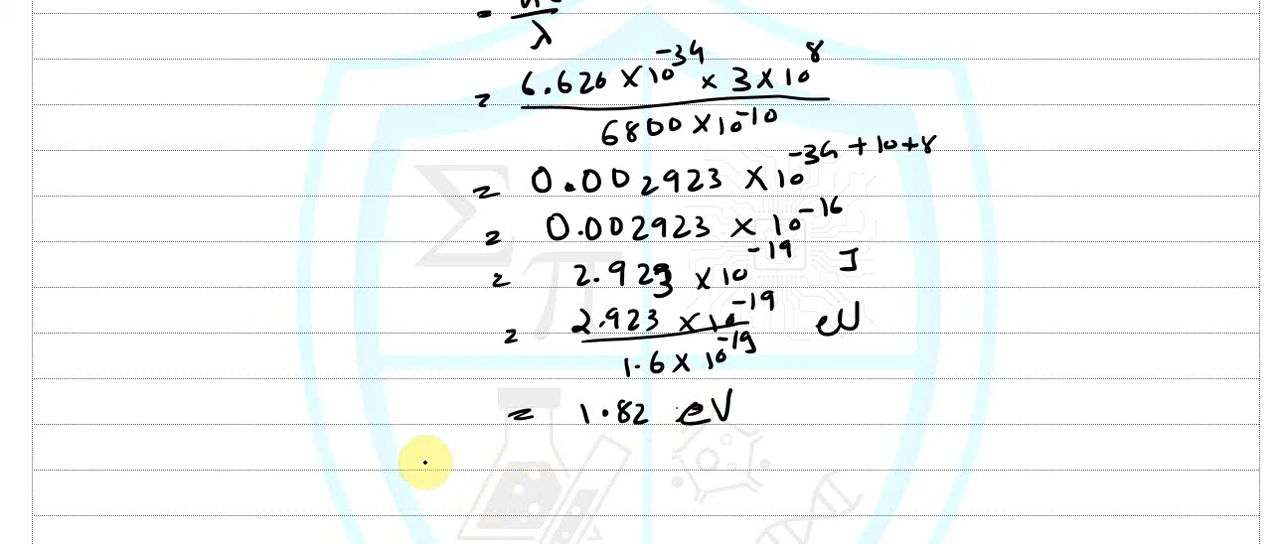 = hc/λ
= 6.626 × 10^-34 × 3 × 10^8 / 6800 × 10^-10
= 0.002923 × 10^-34+10+8
= 0.002923 × 10^-16
= 2.923 × 10^-19 J
= 2.923 × 10^-19 / 1.6 × 10^-19 eV
= 1.82 eV